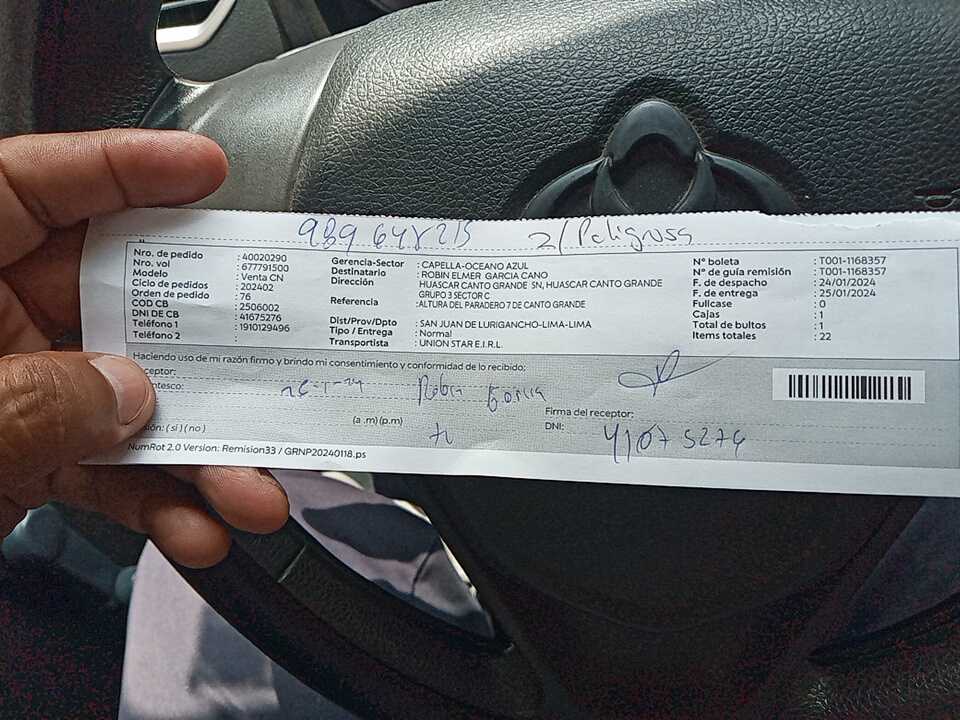 989 648215 2/Peligrosa
Nro. de pedido : 40020290
Nro. vol : 677791500
Modelo : Venta CN
Ciclo de pedidos : 202402
Orden de pedido : 76
COD CB : 2506002
DNI de CB : 41675276
Teléfono 1 : 1910129496
Teléfono 2 :
Gerencia-Sector : CAPELLA-OCEANO AZUL
Destinatario : ROBIN ELMER GARCIA CANO
Dirección HUASCAR CANTO GRANDE SN, HUASCAR CANTO GRANDE
GRUPO 3 SECTOR C
Referencia : ALTURA DEL PARADERO 7 DE CANTO GRANDE
Dist/Prov/Dpto : SAN JUAN DE LURIGANCHO-LIMA-LIMA
Tipo / Entrega : Normal
Transportista : UNION STAR E.I.R.L.
N° boleta : T001-1168357
N° de guía remisión : T001-1168357
F. de despacho : 24/01/2024
F. de entrega : 25/01/2024
Fullcase : 0
Cajas : 1
Total de bultos : 1
Items totales : 22
Haciendo uso de mi razón firmo y brindo mi consentimiento y conformidad de lo recibido:
ceptor:
entesco: Robin Garcia
ión: ( si ) ( no ) (a .m) (p.m)
Firma del receptor:
DNI: 41075274
NumRot 2.0 Version: Remision33 / GRNP20240118.ps